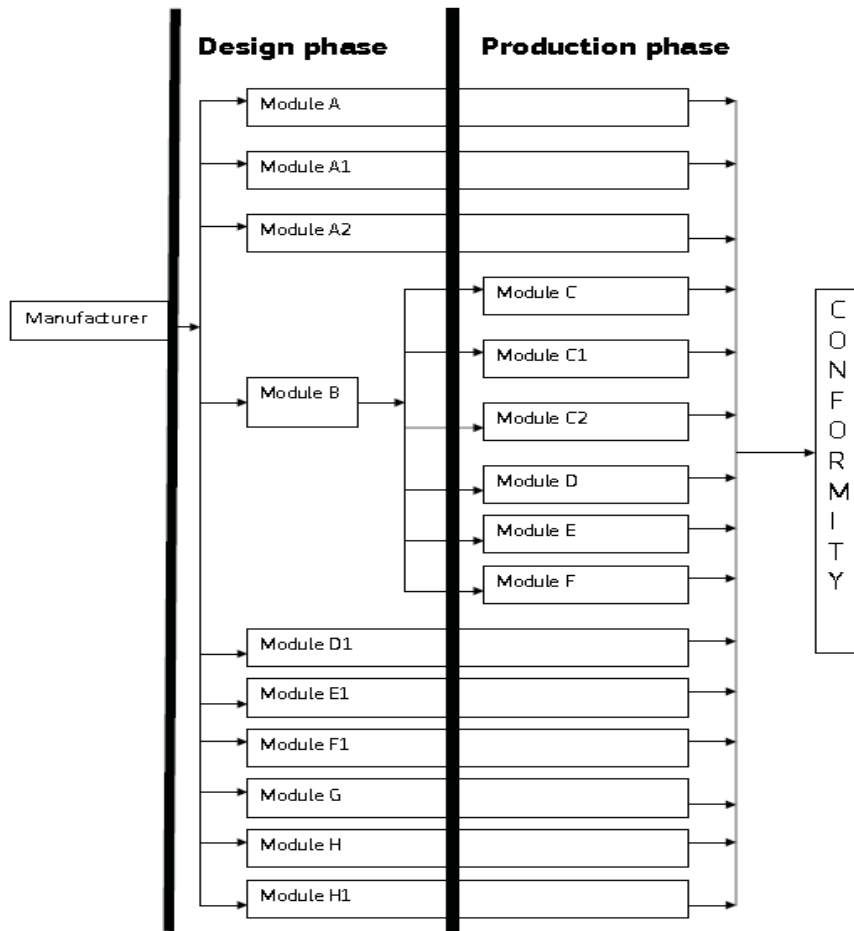 Design phase
Production phase
Module A
Module A1
Module A2
Module C
Manufacturer
Module C1
Module B
Module C2
Module D
Module E
Module F
Module D1
Module E1
Module F1
Module G
Module H
Module H1
C
O
N
F
O
R
M
I
T
Y